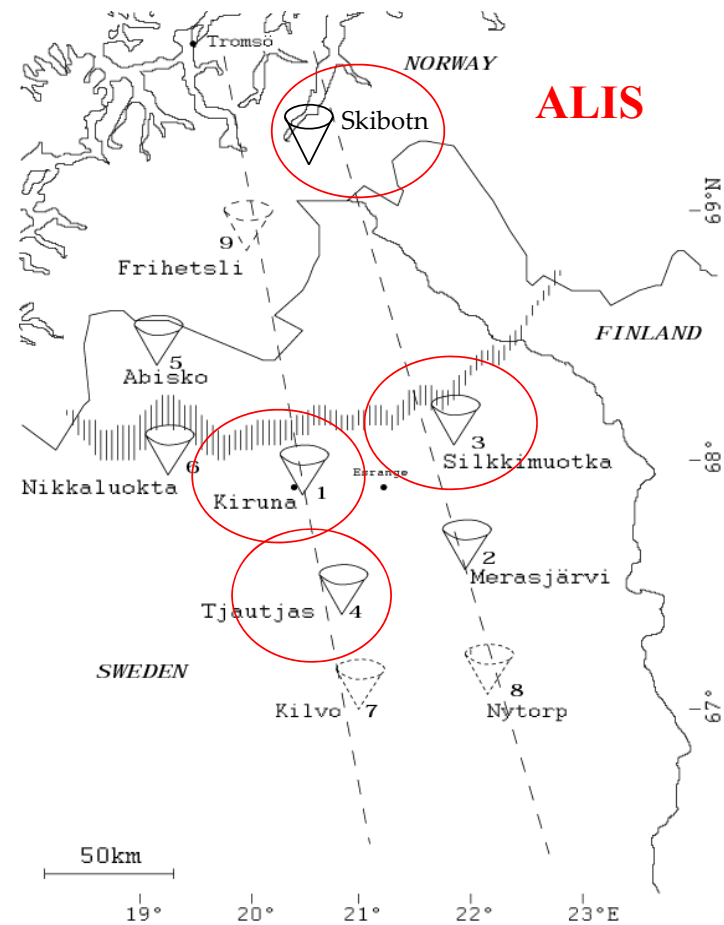 Tromsö
NORWAY
ALIS
Skibotn
69°N
9
Frihetsli
FINLAND
5
Abisko
3
Silkkimuotka
68°
6
Nikkaluokta
Esrange
Kiruna
1
2
Merasjärvi
Tjautjas
4
SWEDEN
8
Kilvo
7
Nytorp
67°
50km
19°
20°
21°
22°
23°E